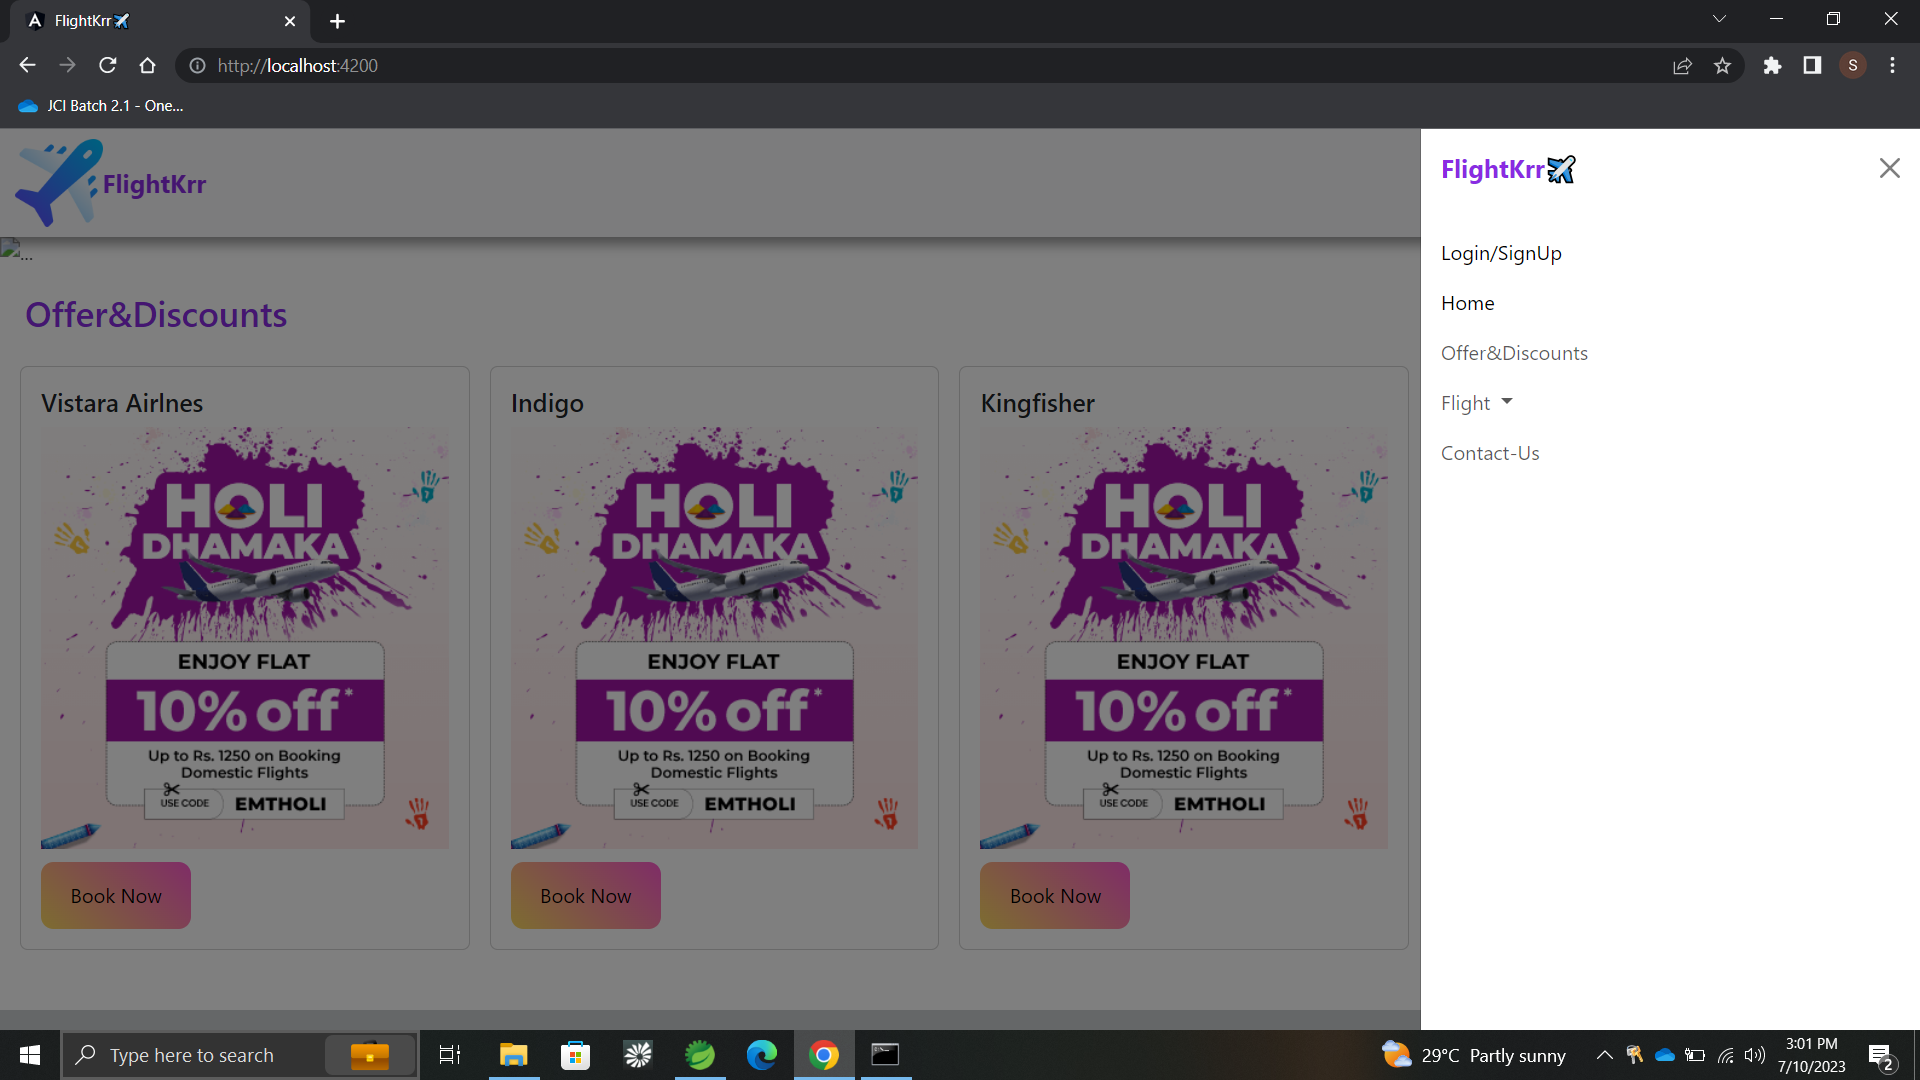 FlightKrr
http://localhost:4200
S
JCI Batch 2.1 - One...
FlightKrr
...
Offer&Discounts
Vistara Airlnes
HOLI
DHAMAKA
ENJOY FLAT
10% off*
Up to Rs. 1250 on Booking
Domestic Flights
USE CODE EMTHOLI
Book Now
Indigo
HOLI
DHAMAKA
ENJOY FLAT
10% off*
Up to Rs. 1250 on Booking
Domestic Flights
USE CODE EMTHOLI
Book Now
Kingfisher
HOLI
DHAMAKA
ENJOY FLAT
10% off*
Up to Rs. 1250 on Booking
Domestic Flights
USE CODE EMTHOLI
Book Now
FlightKrr
Login/SignUp
Home
Offer&Discounts
Flight
Contact-Us
Type here to search
29°C Partly sunny
3:01 PM
7/10/2023
2